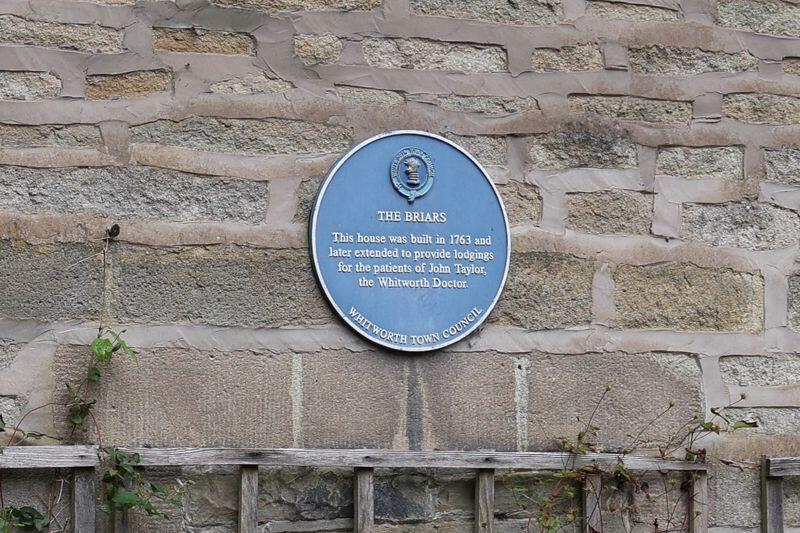 THE BRIARS
This house was built in 1763 and
later extended to provide lodgings
for the patients of John Taylor,
the Whitworth Doctor.
WHITWORTH TOWN COUNCIL